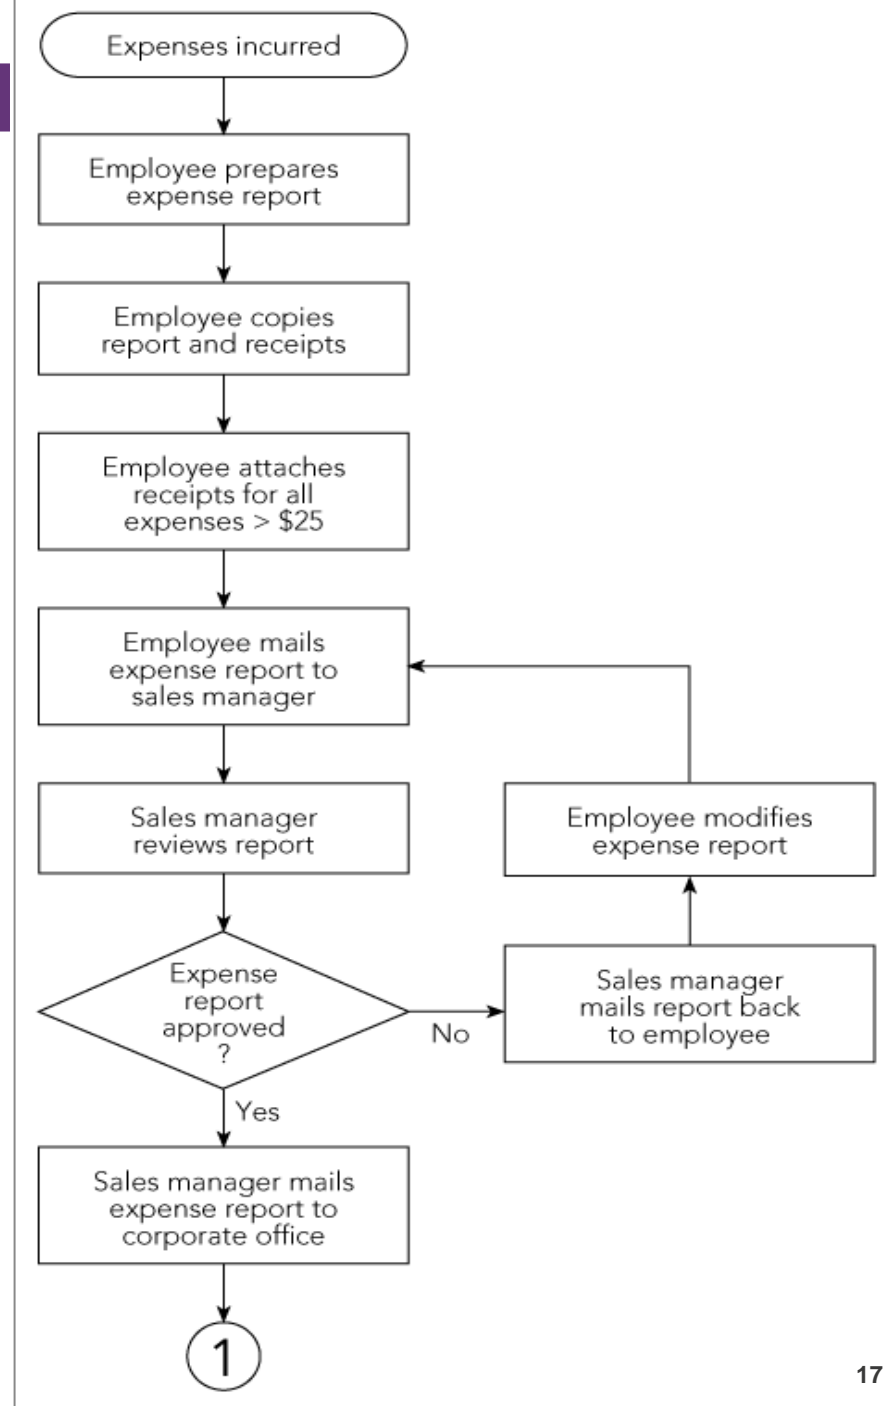 Expenses incurred
Employee prepares
expense report
Employee copies
report and receipts
Employee attaches
receipts for all
expenses > $25
Employee mails
expense report to
sales manager
Sales manager
reviews report
Employee modifies
expense report
Expense
report
approved
?
No
Sales manager
mails report back
to employee
Yes
Sales manager mails
expense report to
corporate office
1
17